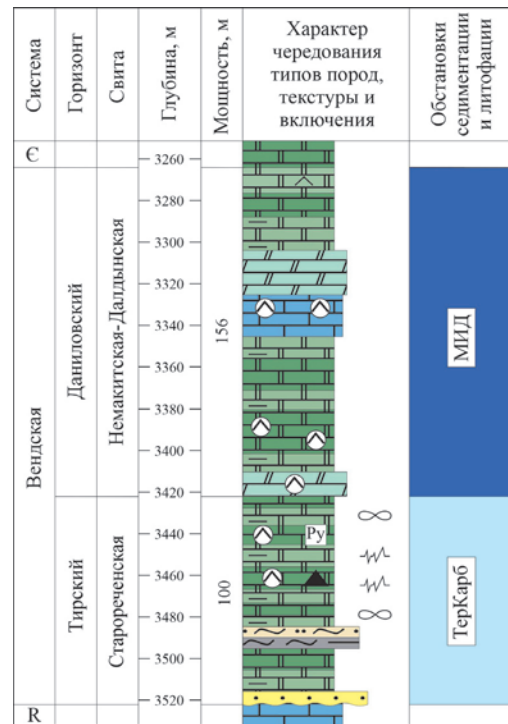 Система
Горизонт
Свита
Глубина, м
Мощность, м
Характер
чередования
типов пород,
текстуры и
включения
Обстановки
седиментации
и литофации
Є
Вендская
R
Даниловский
Тирский
Немакитская-Далдынская
Старореченская
3260
3280
3300
3320
3340
3360
3380
3400
3420
3440
3460
3480
3500
3520
156
100
Py
МИД
ТерКарб